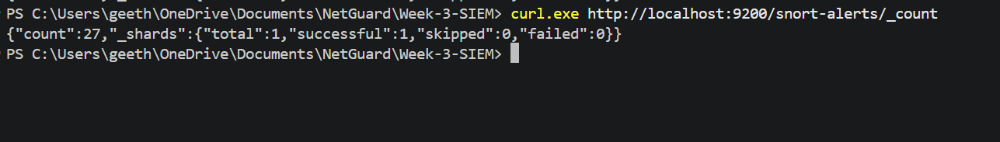 PS C:\Users\geeth\OneDrive\Documents\NetGuard\Week-3-SIEM> curl.exe http://localhost:9200/snort-alerts/_count
{"count":27,"_shards":{"total":1,"successful":1,"skipped":0,"failed":0}}
PS C:\Users\geeth\OneDrive\Documents\NetGuard\Week-3-SIEM>